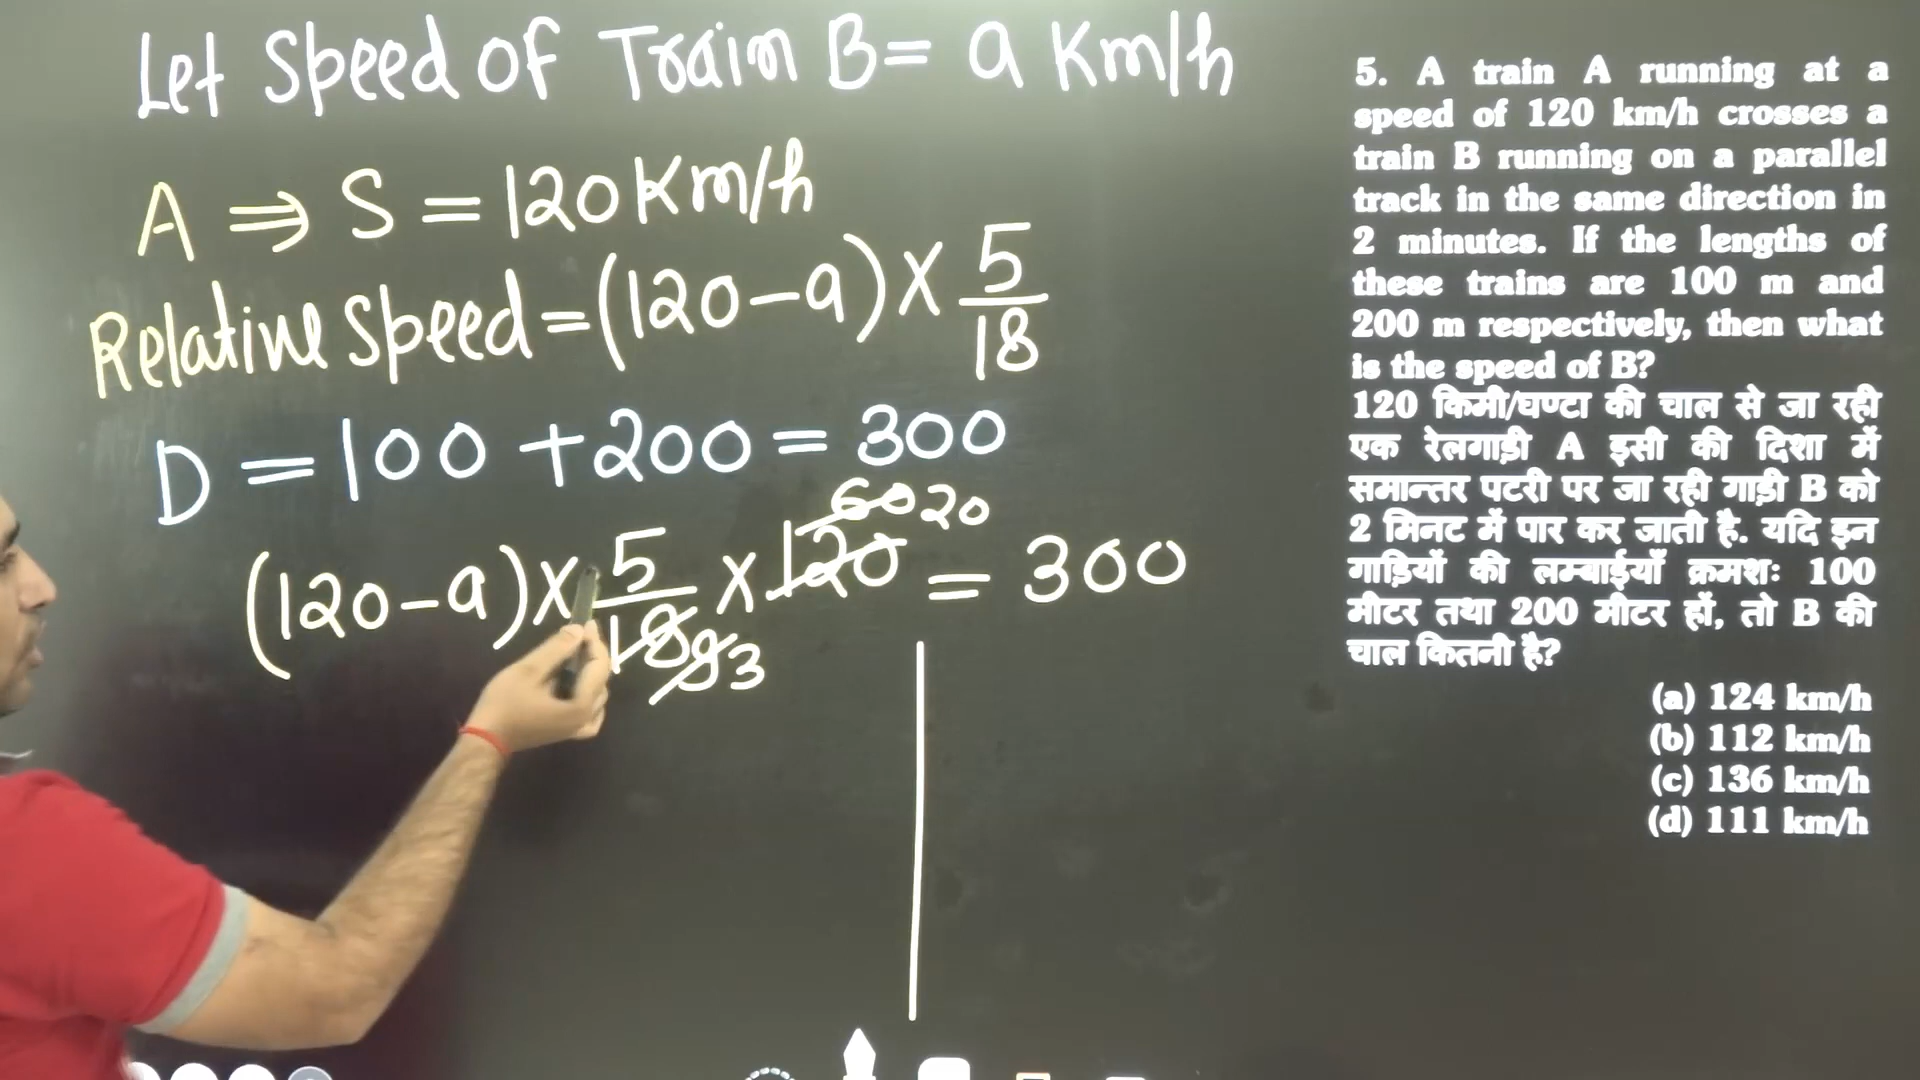 Let Speed of Train B = a Km/h
A ⇒ S = 120 Km/h
Relative Speed = (120-a) × 5/18
D = 100 + 200 = 300
60 20
(120-a) × 5/18 × 120 = 300
9 3
5. A train A running at a
speed of 120 km/h crosses a
train B running on a parallel
track in the same direction in
2 minutes. If the lengths of
these trains are 100 m and
200 m respectively, then what
is the speed of B?
120 किमी/घण्टा की चाल से जा रही
एक रेलगाड़ी A इसी की दिशा में
समान्तर पटरी पर जा रही गाड़ी B को
2 मिनट में पार कर जाती है. यदि इन
गाड़ियों की लम्बाईयाँ क्रमशः 100
मीटर तथा 200 मीटर हों, तो B की
चाल कितनी है?
(a) 124 km/h
(b) 112 km/h
(c) 136 km/h
(d) 111 km/h